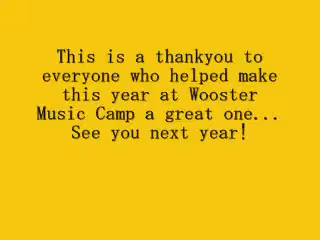 This is a thankyou to
everyone who helped make
this year at Wooster
Music Camp a great one...
See you next year!